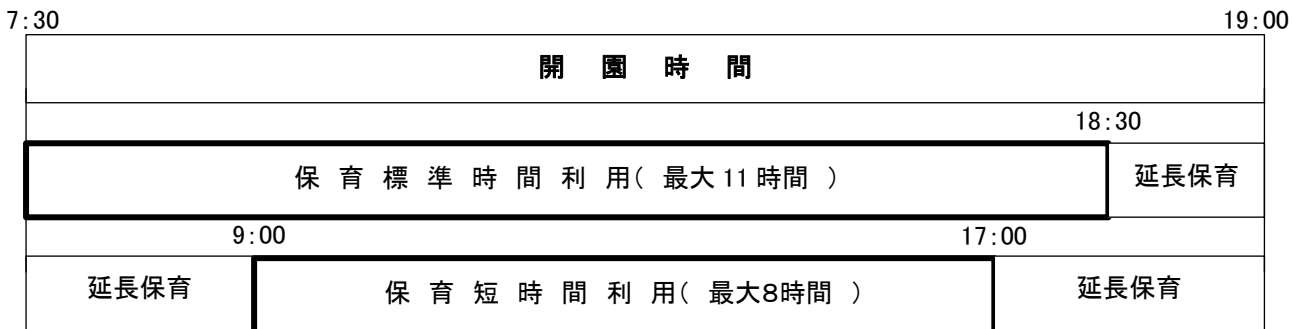 7:30 19:00
開 園 時 間
18:30
保 育 標 準 時 間 利 用( 最大 11 時間 ) 延長保育
9:00 17:00
延長保育 保 育 短 時 間 利 用( 最大8時間 ) 延長保育